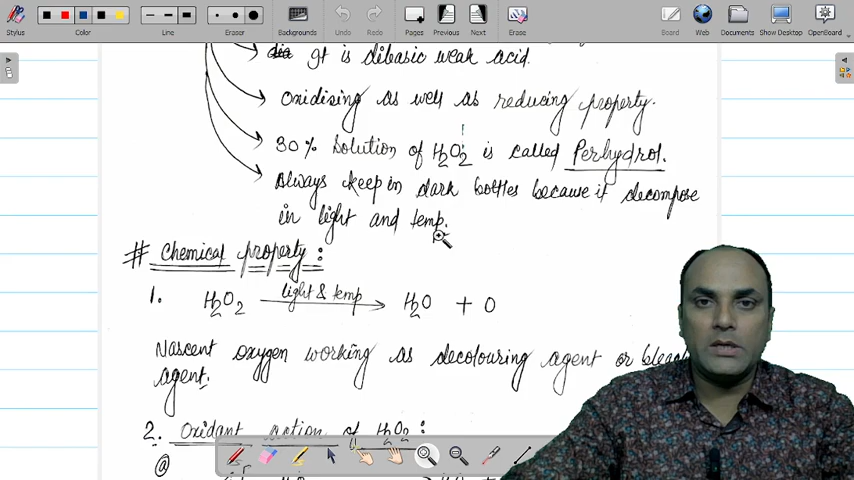 Stylus Color Line Eraser Backgrounds Undo Redo Pages Previous Next Erase Board Web Documents Show Desktop OpenBoard
It is dibasic weak acid.
Oxidising as well as reducing property.
30% Solution of H2O2 is called Perhydrol.
Always keep in dark bottles because it decompose
in light and temp.
# Chemical property :
1. H2O2 light & temp H2O + O
Nascent oxygen working as decolouring agent or bleach
agent.
2. Oxidant action of H2O2 :
(a)